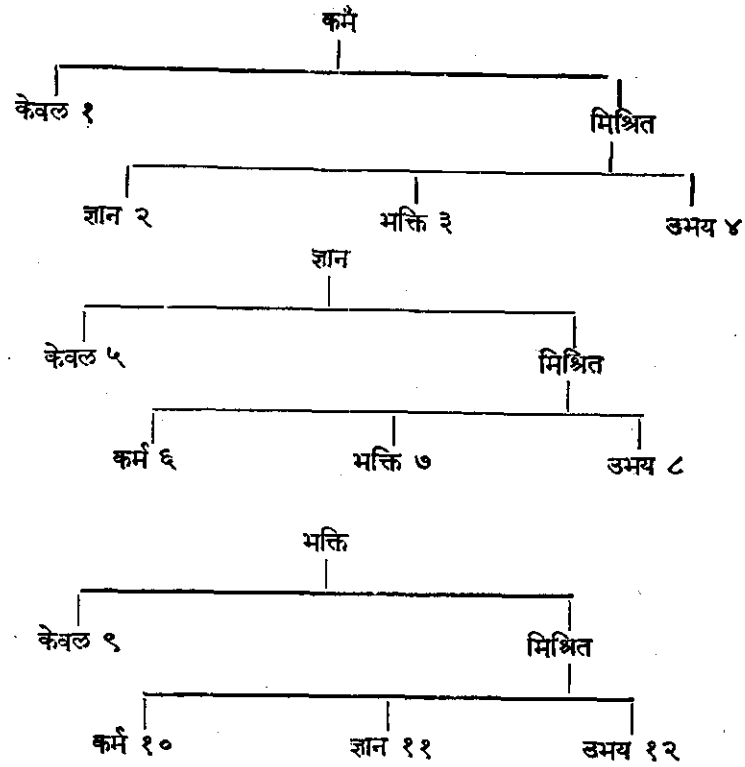 कर्म
केवल १
मिश्रित
ज्ञान २ भक्ति ३ उभय ४
ज्ञान
केवल ५
मिश्रित
कर्म ६ भक्ति ७ उभय ८
भक्ति
केवल ९
मिश्रित
कर्म १० ज्ञान ११ उभय १२